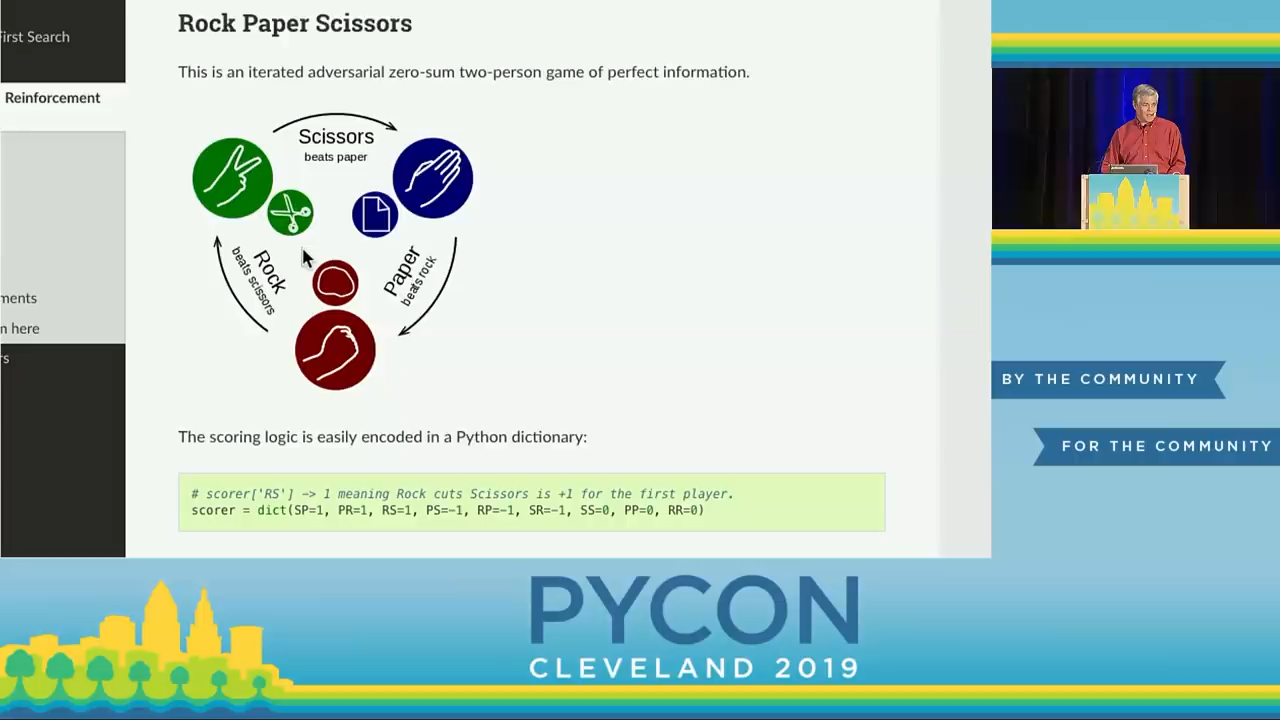 Rock Paper Scissors
First Search
This is an iterated adversarial zero-sum two-person game of perfect information.
Reinforcement
Scissors
beats paper
Rock
beats scissors
Paper
beats rock
ments
n here
rs
The scoring logic is easily encoded in a Python dictionary:
# scorer['RS'] -> 1 meaning Rock cuts Scissors is +1 for the first player.
scorer = dict(SP=1, PR=1, RS=1, PS=-1, RP=-1, SR=-1, SS=0, PP=0, RR=0)
BY THE COMMUNITY
FOR THE COMMUNITY
PYCON
CLEVELAND 2019